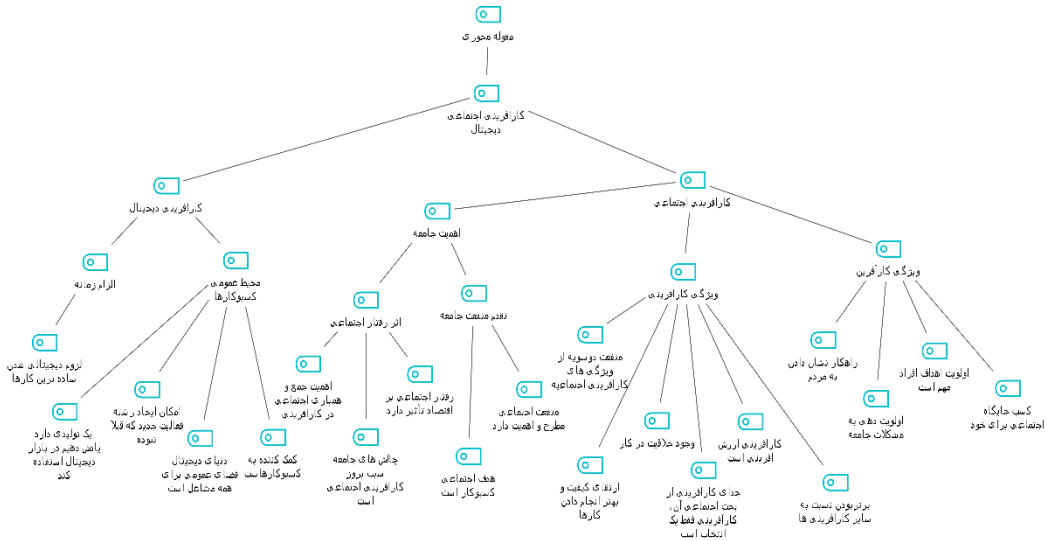 مقوله محوری
کارآفرینی اجتماعی
دیجیتال
کارآفرینی دیجیتال
کارآفرینی اجتماعی
اهمیت جامعه
ویژگی کارآفرین
الزام زمانه
محیط عمومی
کسبوکارها
ویژگی کارآفرینی
اثر رفتار اجتماعی
تقدم منفعت جامعه
لزوم دیجیتالی شدن
ساده ترین کارها
منفعت دوسویه از
ویژگی های
کارآفرینی اجتماعیه
راهکار نشان دادن
به مردم
اولویت اهداف افراد
مهم است
اهمیت جمع و
همیاری اجتماعی
در کارآفرینی
رفتار اجتماعی بر
اقتصاد تأثیر دارد
منفعت اجتماعی
مطرح و اهمیت دارد
کسب جایگاه
اجتماعی برای خود
یک تولیدی دارد
یامی دهیم در بازار
دیجیتال استفاده
کند
امکان ایجاد رشته
فعالیت جدید که قبلا
نبوده
اولویت دهی به
مشکلات جامعه
دنیای دیجیتال
فضای عمومی برای
همه مشاغل است
کمک کننده به
کسبوکارهاست
چالش های جامعه
سبب بروز
کارآفرینی اجتماعی
است
وجود خلاقیت در کار
کارآفرینی ارزش
آفرینی است
هدف اجتماعی
کسبوکار است
ارتقای کیفیت و
بهتر انجام دادن
کارها
جدای کارآفرینی از
بحث اجتماعی آن،
کارآفرینی فقط یک
انتخاب است
برتربودن نسبت به
سایر کارآفرینی ها